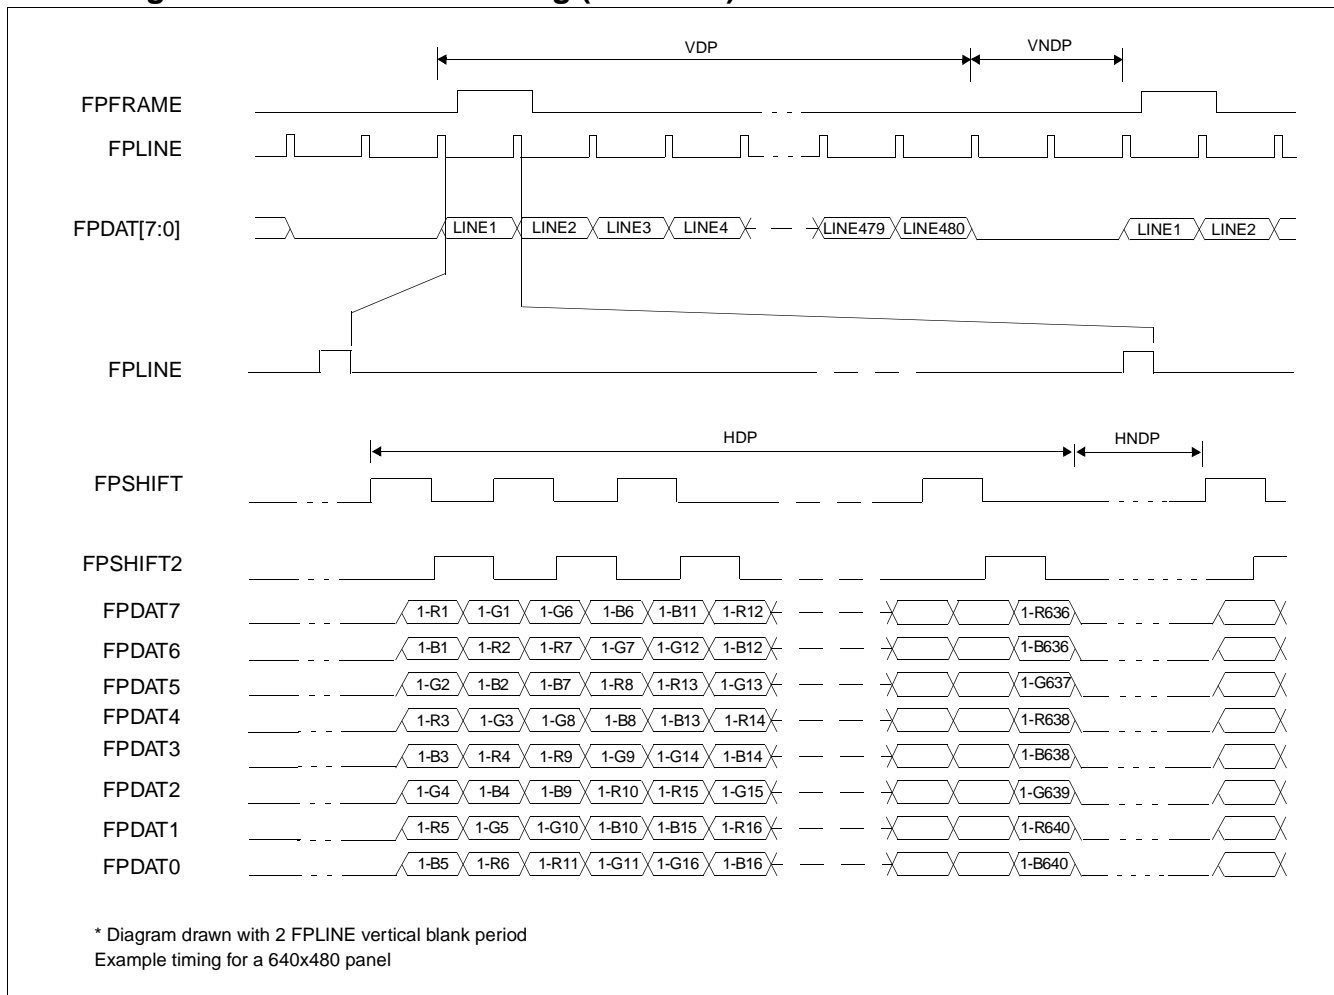 VDP VNDP
FPFRAME
FPLINE
FPDAT[7:0] LINE1 LINE2 LINE3 LINE4 LINE479 LINE480 LINE1 LINE2
FPLINE
HDP HNDP
FPSHIFT
FPSHIFT2
FPDAT7 1-R1 1-G1 1-G6 1-B6 1-B11 1-R12 1-R636
FPDAT6 1-B1 1-R2 1-R7 1-G7 1-G12 1-B12 1-B636
FPDAT5 1-G2 1-B2 1-B7 1-R8 1-R13 1-G13 1-G637
FPDAT4 1-R3 1-G3 1-G8 1-B8 1-B13 1-R14 1-R638
FPDAT3 1-B3 1-R4 1-R9 1-G9 1-G14 1-B14 1-B638
FPDAT2 1-G4 1-B4 1-B9 1-R10 1-R15 1-G15 1-G639
FPDAT1 1-R5 1-G5 1-G10 1-B10 1-B15 1-R16 1-R640
FPDAT0 1-B5 1-R6 1-R11 1-G11 1-G16 1-B16 1-B640
* Diagram drawn with 2 FPLINE vertical blank period
Example timing for a 640x480 panel